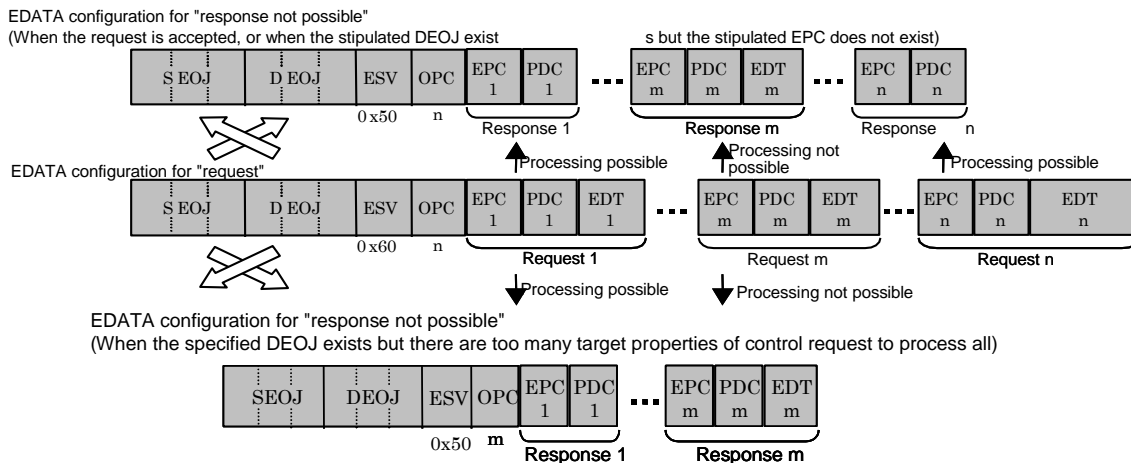 EDATA configuration for "response not possible"
(When the request is accepted, or when the stipulated DEOJ exist s but the stipulated EPC does not exist)
S EOJ D EOJ ESV OPC EPC 1 PDC 1 EPC m PDC m EDT m EPC n PDC n
0x50 n Response 1 Response m Response n
Processing possible Processing not possible Processing possible
EDATA configuration for "request"
S EOJ D EOJ ESV OPC EPC 1 PDC 1 EDT 1 EPC m PDC m EDT m EPC n PDC n EDT n
0x60 n Request 1 Request m Request n
Processing possible Processing not possible
EDATA configuration for "response not possible"
(When the specified DEOJ exists but there are too many target properties of control request to process all)
SEOJ DEOJ ESV OPC EPC 1 PDC 1 EPC m PDC m EDT m
0x50 m Response 1 Response m